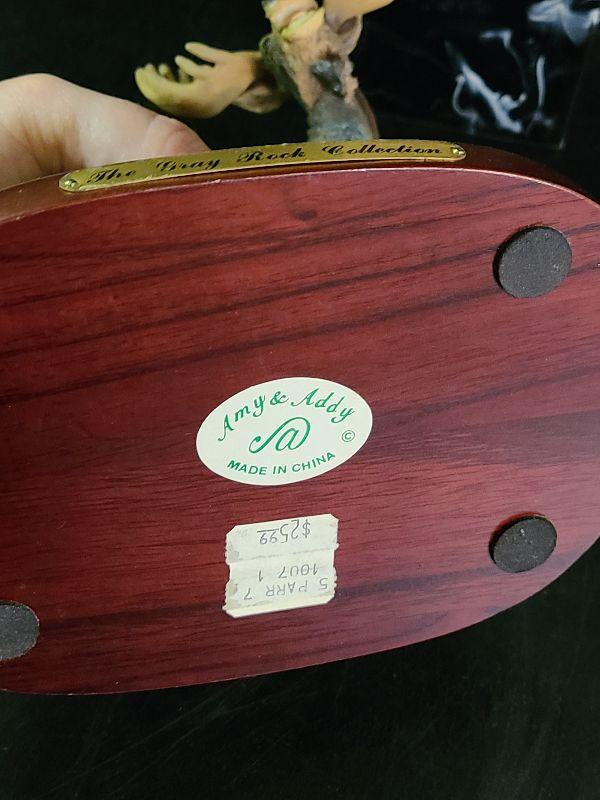 The Gray Rock Collection
Amy & Addy
@
©
MADE IN CHINA
5 PARR 7
1007 1
$25.99